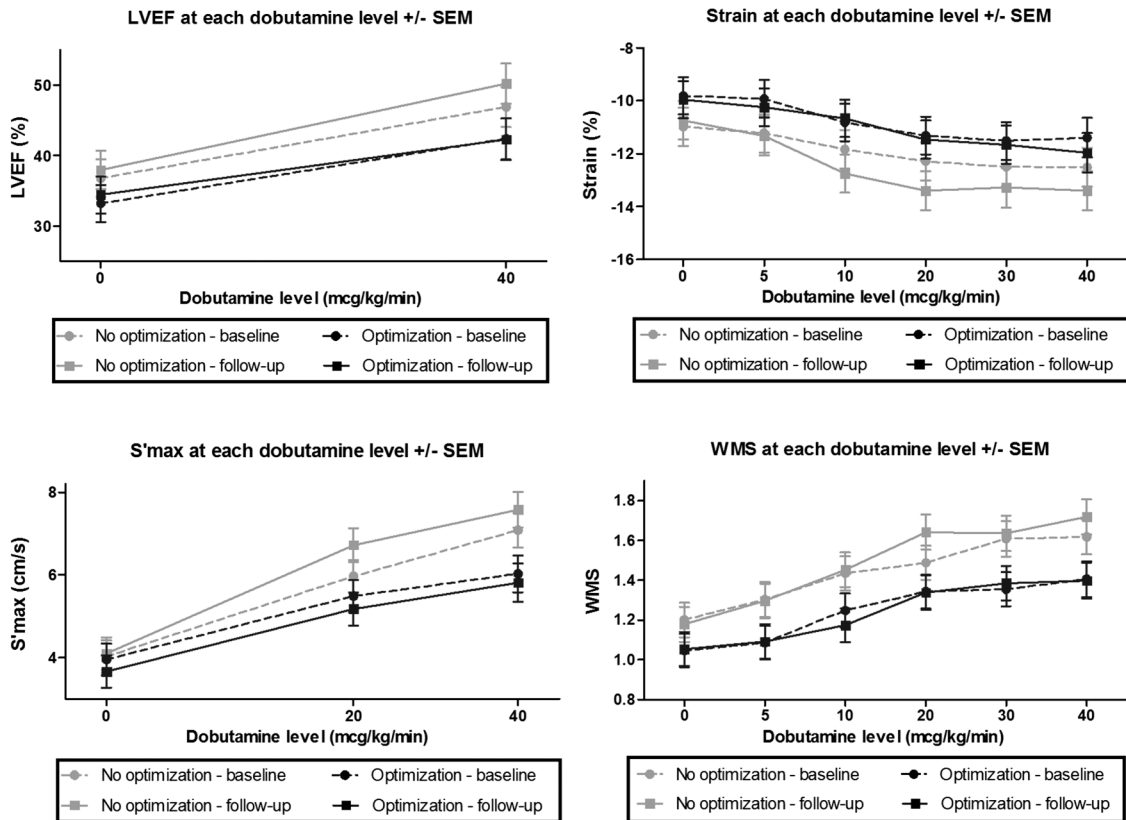 LVEF at each dobutamine level +/- SEM
LVEF (%)
50
40
30
0
40
Dobutamine level (mcg/kg/min)
No optimization - baseline
Optimization - baseline
No optimization - follow-up
Optimization - follow-up
Strain at each dobutamine level +/- SEM
Strain (%)
-8
-10
-12
-14
-16
0
5
10
20
30
40
Dobutamine level (mcg/kg/min)
No optimization - baseline
Optimization - baseline
No optimization - follow-up
Optimization - follow-up
S'max at each dobutamine level +/- SEM
S'max (cm/s)
8
6
4
0
20
40
Dobutamine level (mcg/kg/min)
No optimization - baseline
Optimization - baseline
No optimization - follow-up
Optimization - follow-up
WMS at each dobutamine level +/- SEM
WMS
1.8
1.6
1.4
1.2
1.0
0.8
0
5
10
20
30
40
Dobutamine level (mcg/kg/min)
No optimization - baseline
Optimization - baseline
No optimization - follow-up
Optimization - follow-up